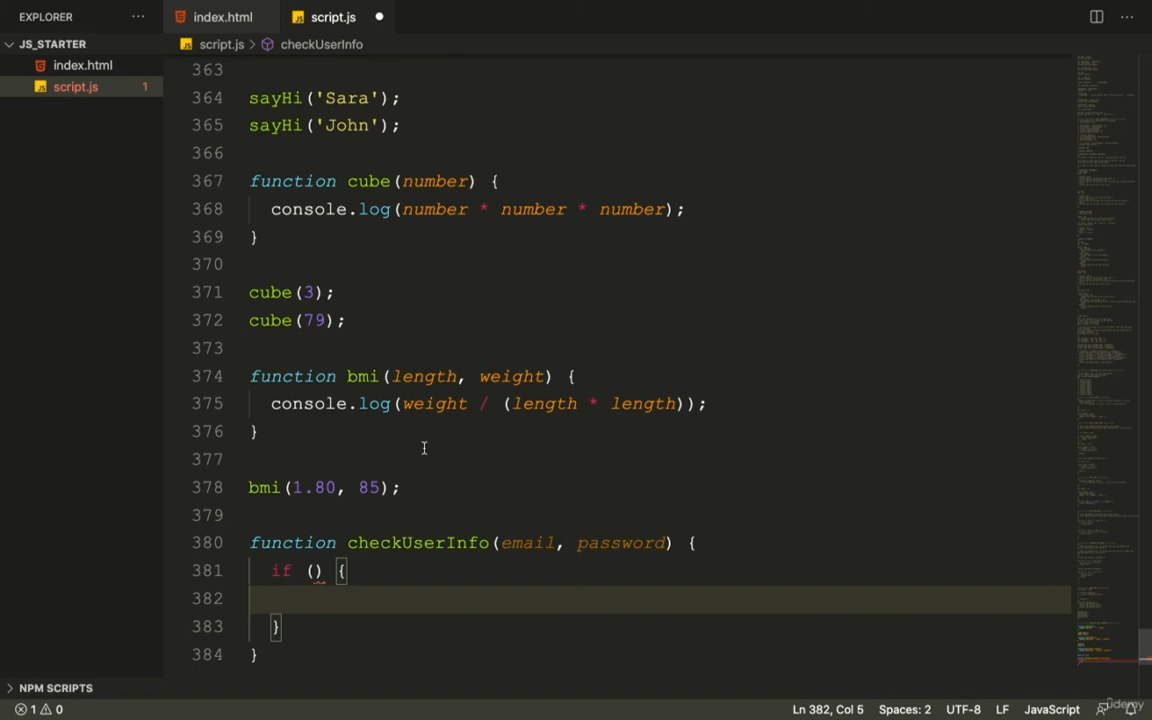 EXPLORER
index.html
script.js
JS_STARTER
script.js
checkUserInfo
index.html
script.js
1
363
364 sayHi('Sara');
365 sayHi('John');
366
367 function cube(number) {
368 console.log(number * number * number);
369 }
370
371 cube(3);
372 cube(79);
373
374 function bmi(length, weight) {
375 console.log(weight / (length * length));
376 }
377
378 bmi(1.80, 85);
379
380 function checkUserInfo(email, password) {
381 if () {
382
383 }
384 }
NPM SCRIPTS
1 0
Ln 382, Col 5
Spaces: 2
UTF-8
LF
JavaScript
Udemy